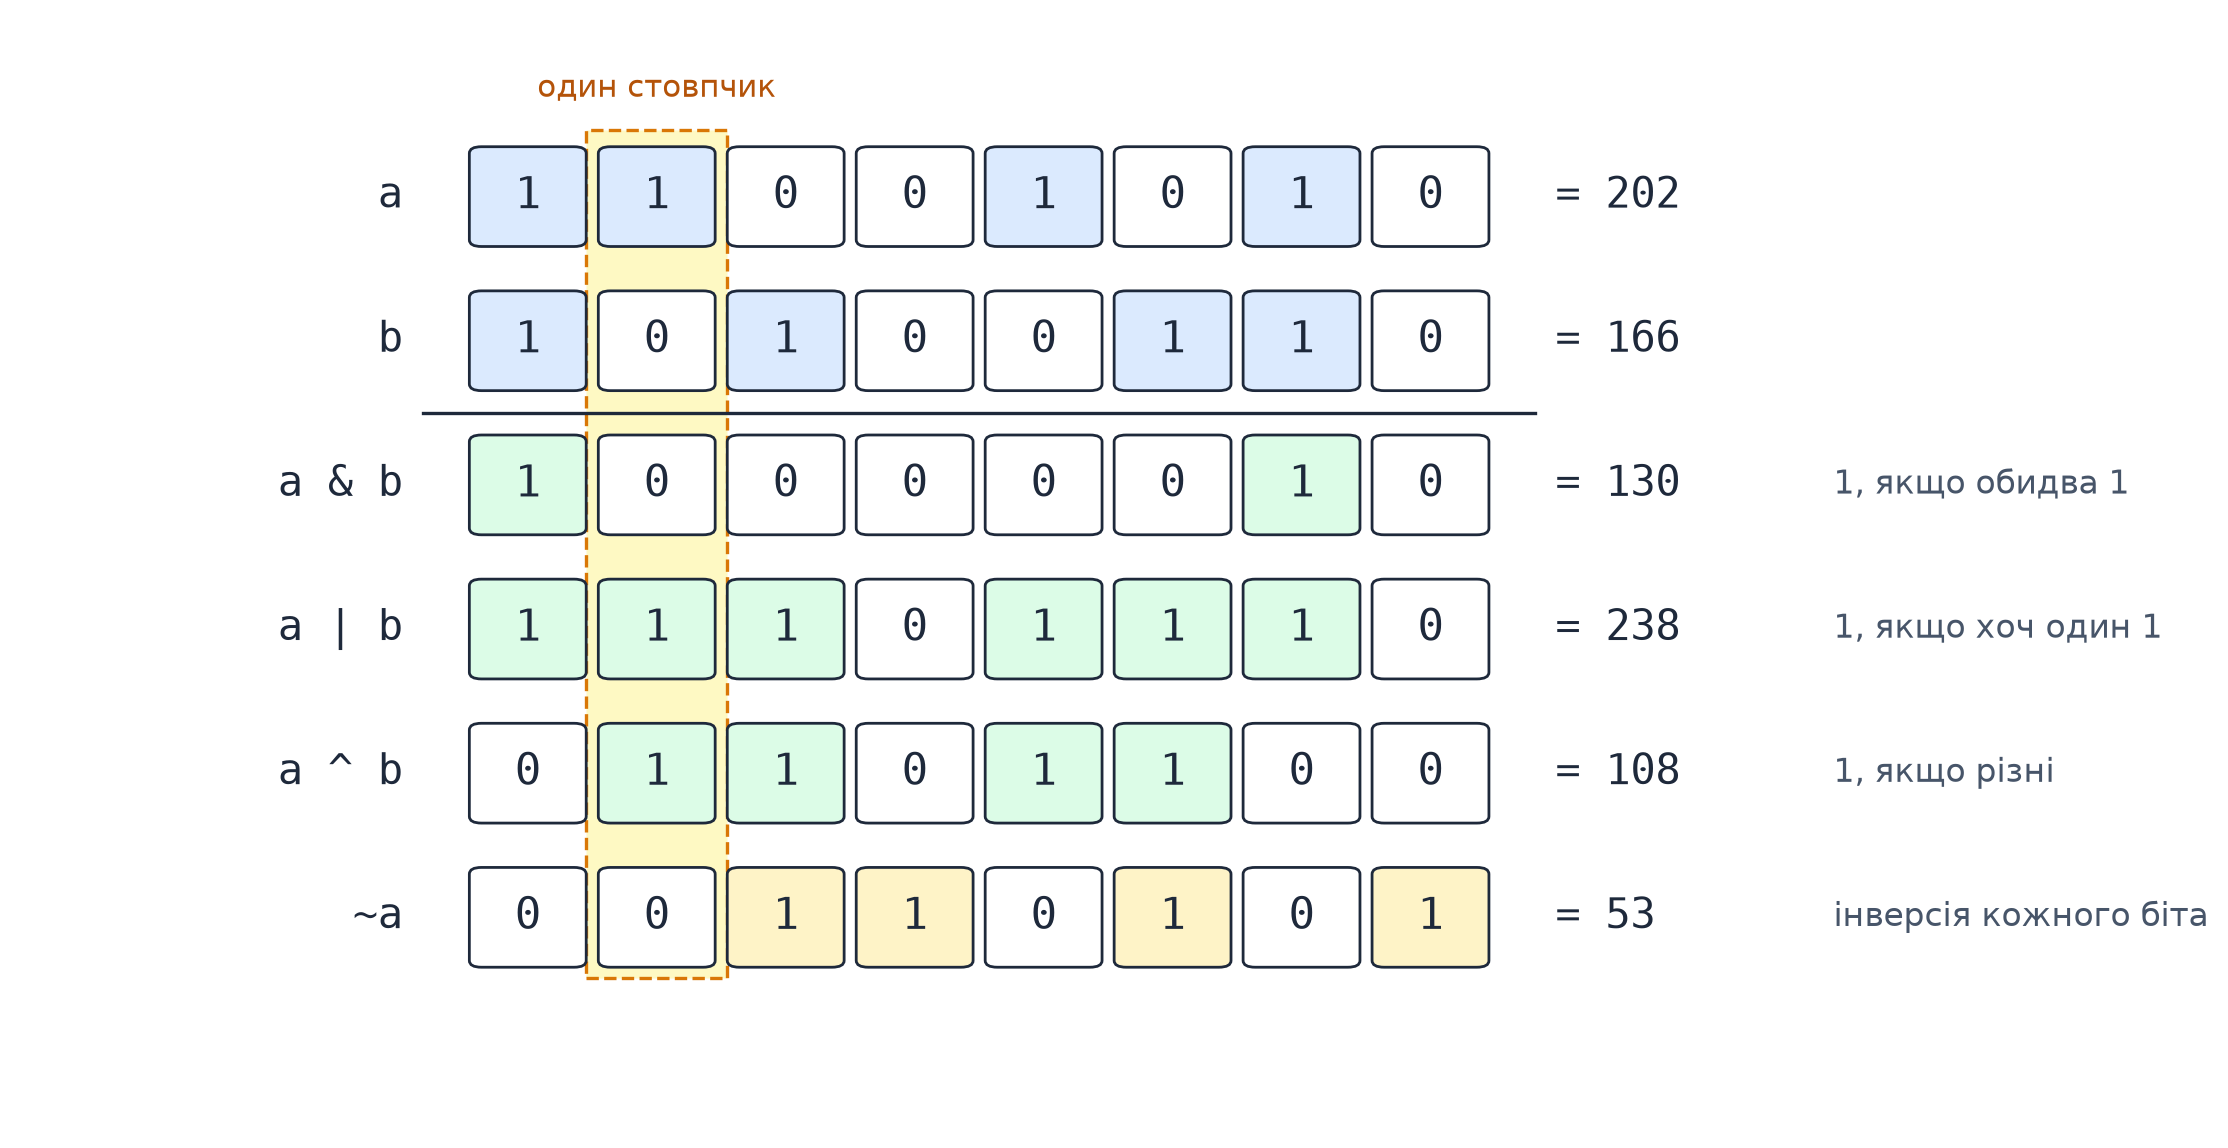 один стовпчик
a 1 1 0 0 1 0 1 0 = 202
b 1 0 1 0 0 1 1 0 = 166
a & b 1 0 0 0 0 0 1 0 = 130 1, якщо обидва 1
a | b 1 1 1 0 1 1 1 0 = 238 1, якщо хоч один 1
a ^ b 0 1 1 0 1 1 0 0 = 108 1, якщо різні
~a 0 0 1 1 0 1 0 1 = 53 інверсія кожного біта